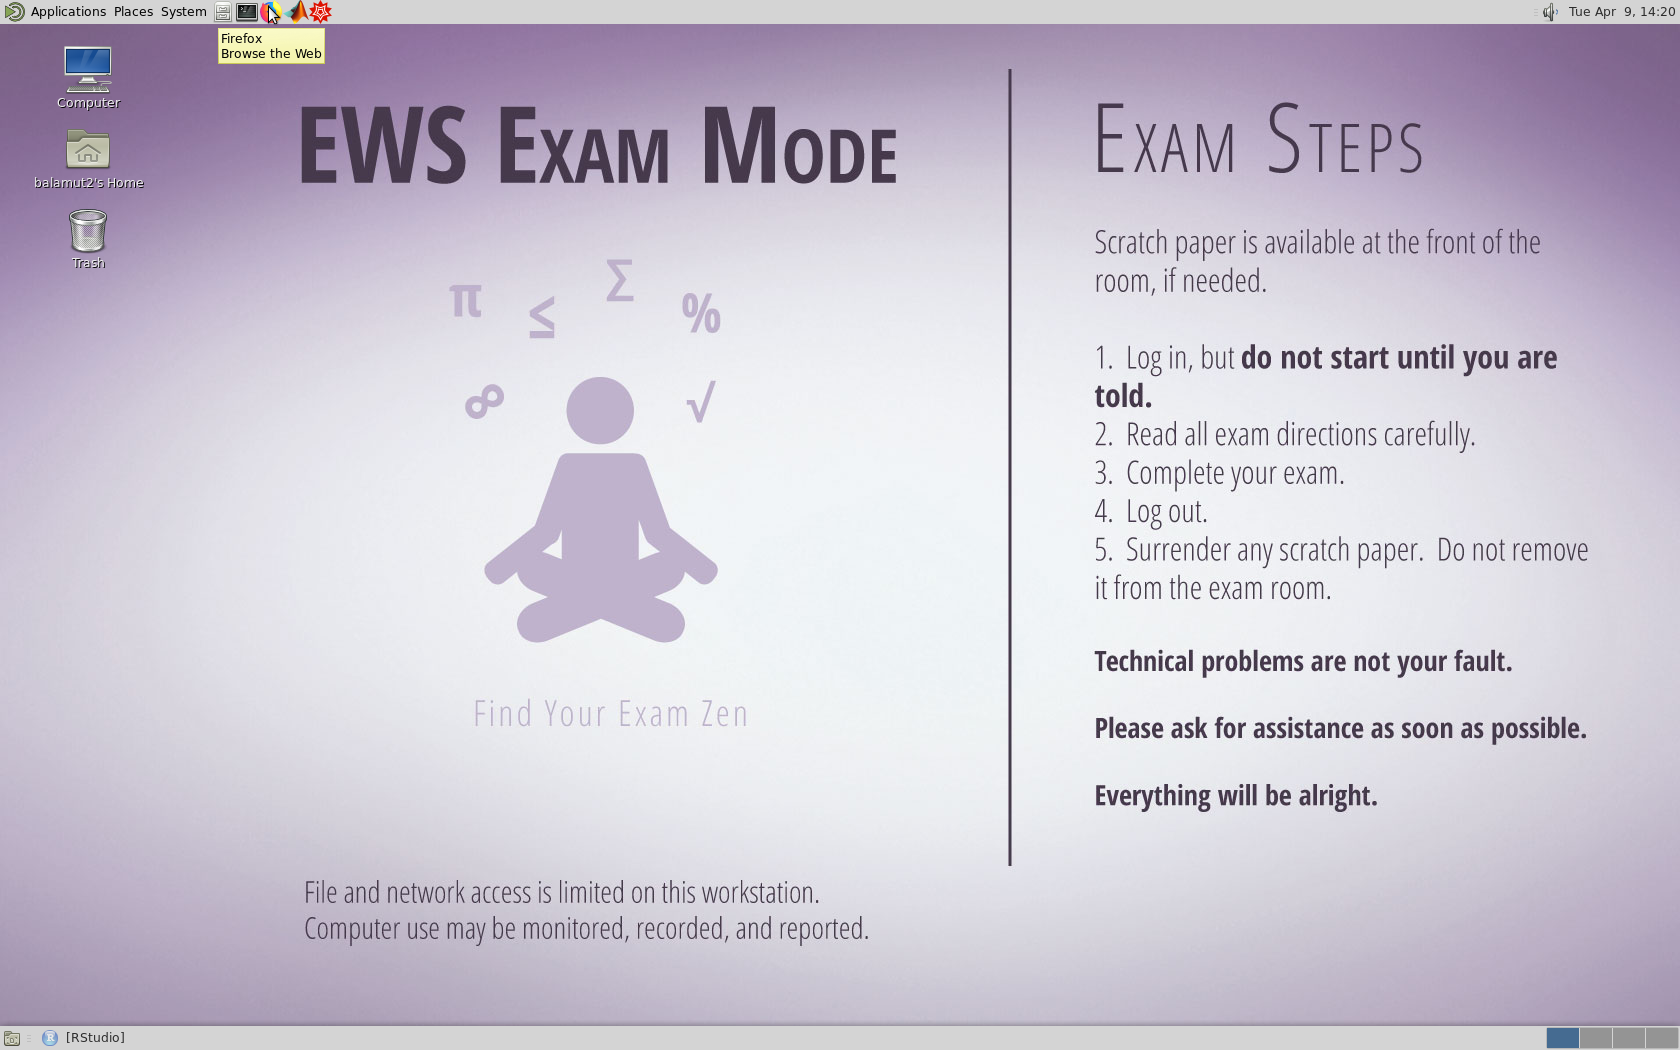 Applications Places System
Tue Apr 9, 14:20
Firefox
Browse the Web
Computer
balamut2's Home
Trash
EWS Exam Mode
π ≤ Σ %
∞ √
Find Your Exam Zen
File and network access is limited on this workstation.
Computer use may be monitored, recorded, and reported.
Exam Steps
Scratch paper is available at the front of the
room, if needed.
1. Log in, but do not start until you are
told.
2. Read all exam directions carefully.
3. Complete your exam.
4. Log out.
5. Surrender any scratch paper. Do not remove
it from the exam room.
Technical problems are not your fault.
Please ask for assistance as soon as possible.
Everything will be alright.
R [RStudio]